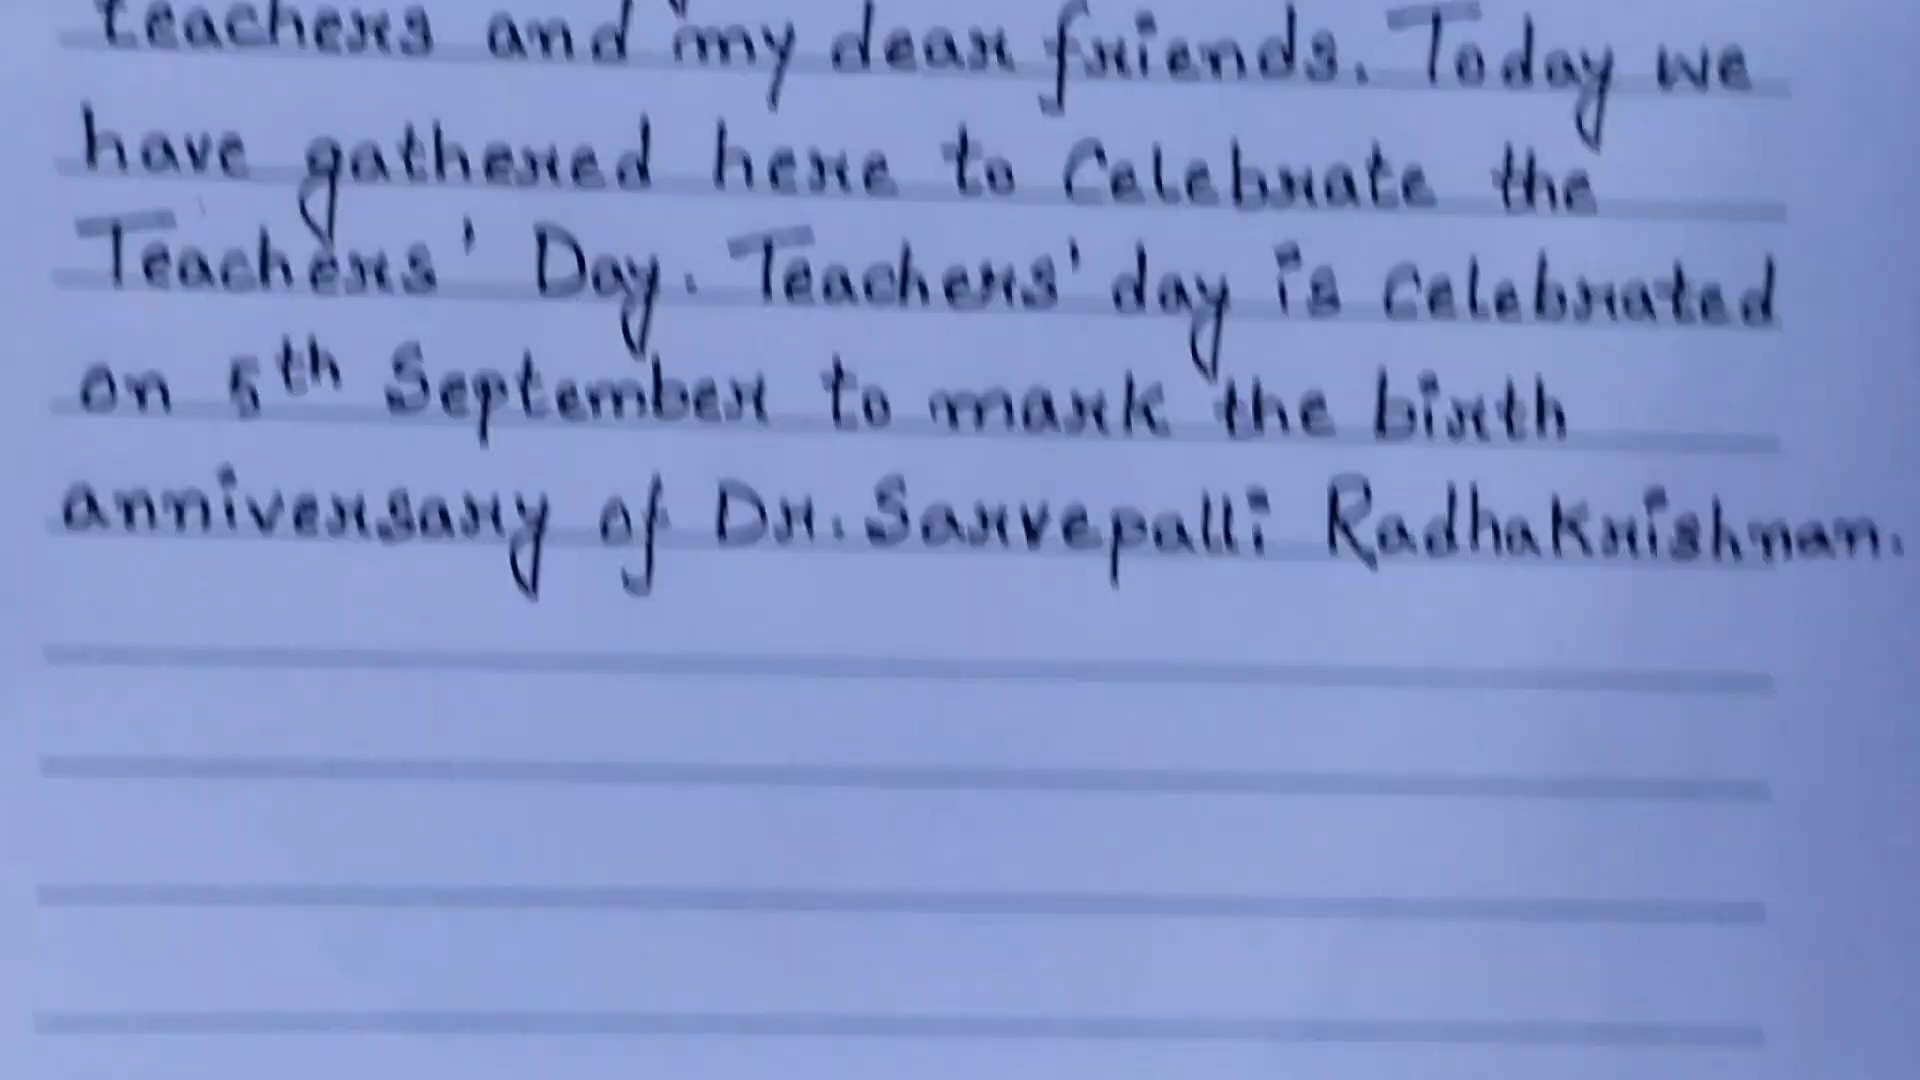 teachers and my dear friends. Today we
have gathered here to Celebrate the
Teachers' Day. Teachers' day is Celebrated
on 5th September to mark the birth
anniversary of Dr. Sarvepalli Radhakrishnan.